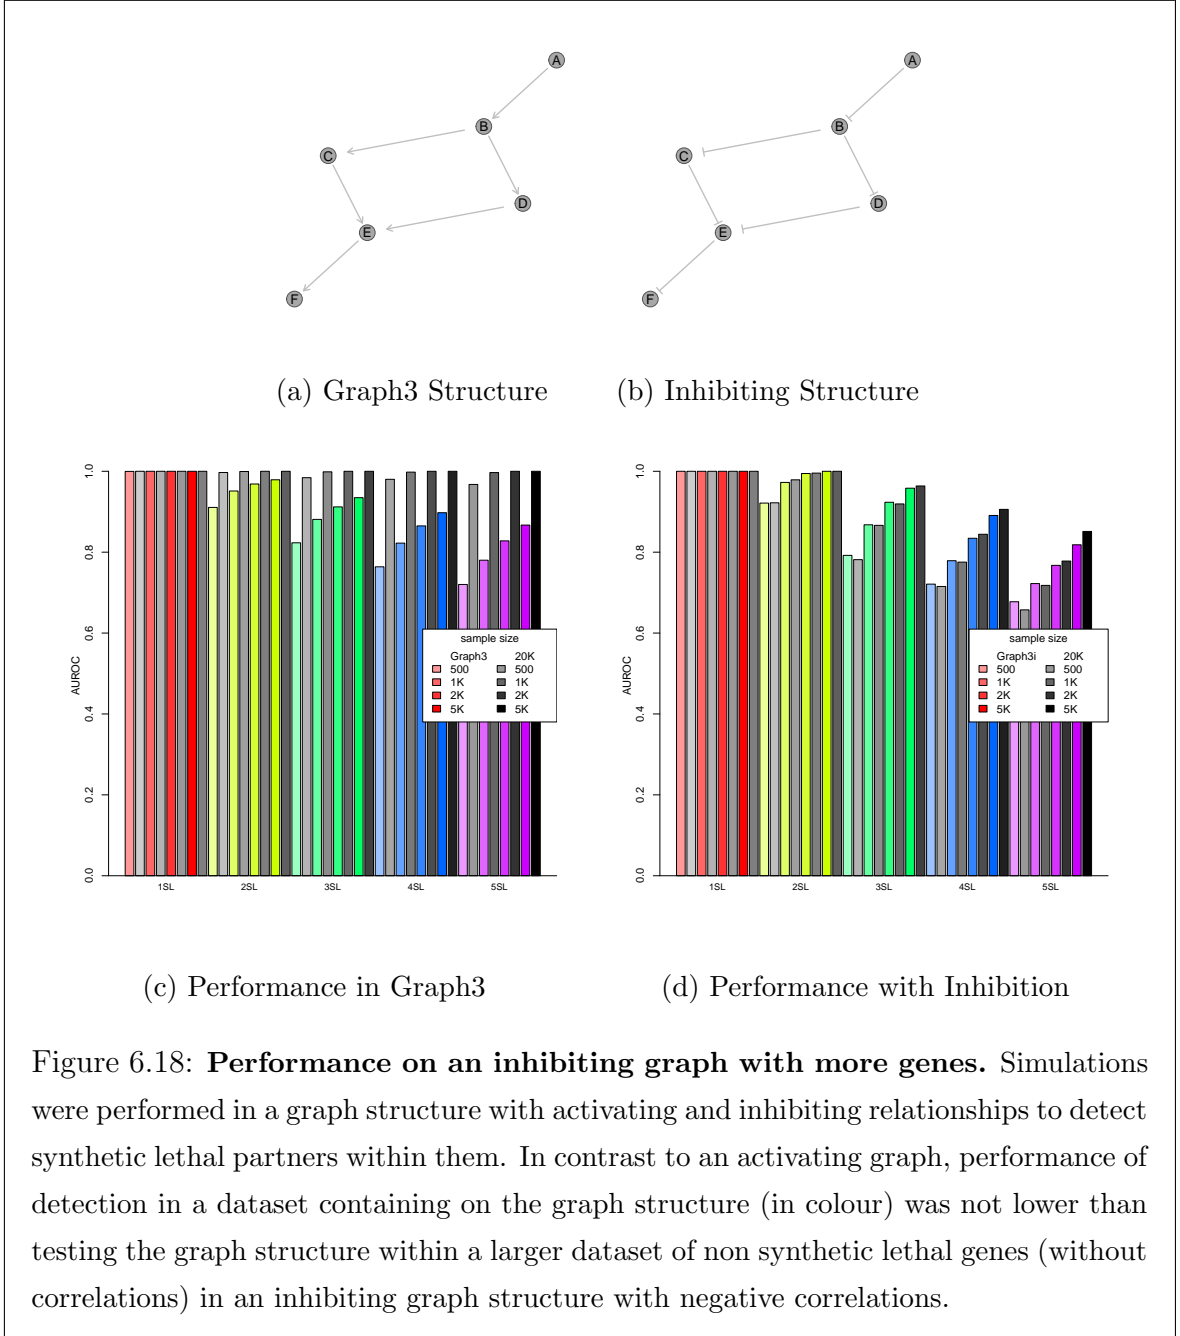 A
B
C
D
E
F
A
B
C
D
E
F
(a) Graph3 Structure
(b) Inhibiting Structure
AUROC
0.0
0.2
0.4
0.6
0.8
1.0
1SL
2SL
3SL
4SL
5SL
sample size
Graph3 20K
500 500
1K 1K
2K 2K
5K 5K
AUROC
0.0
0.2
0.4
0.6
0.8
1.0
1SL
2SL
3SL
4SL
5SL
sample size
Graph3i 20K
500 500
1K 1K
2K 2K
5K 5K
(c) Performance in Graph3
(d) Performance with Inhibition
Figure 6.18: Performance on an inhibiting graph with more genes. Simulations
were performed in a graph structure with activating and inhibiting relationships to detect
synthetic lethal partners within them. In contrast to an activating graph, performance of
detection in a dataset containing on the graph structure (in colour) was not lower than
testing the graph structure within a larger dataset of non synthetic lethal genes (without
correlations) in an inhibiting graph structure with negative correlations.